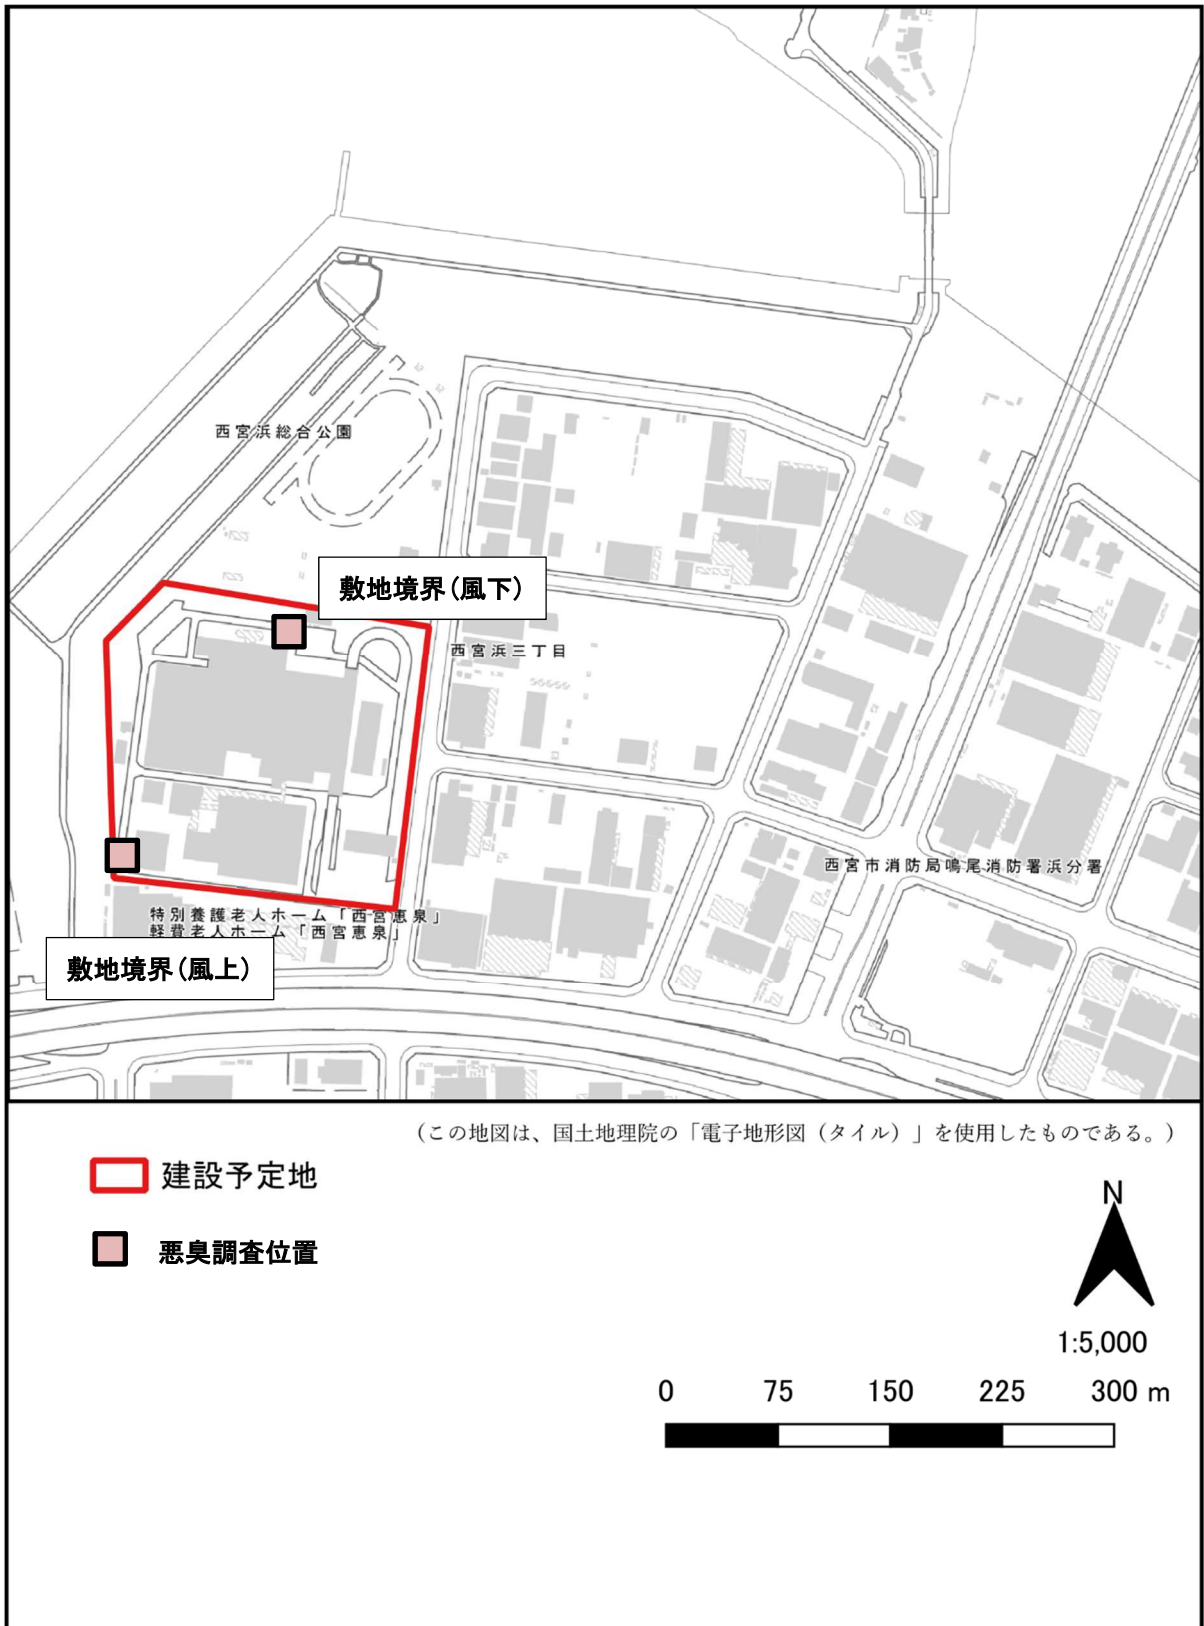 西宮浜総合公園
敷地境界(風下)
西宮浜三丁目
西宮市消防局鳴尾消防署浜分署
特別養護老人ホーム「西宮恵泉」
軽費老人ホーム「西宮恵泉」
敷地境界(風上)
(この地図は、国土地理院の「電子地形図(タイル)」を使用したものである。)
建設予定地
悪臭調査位置
N
1:5,000
0 75 150 225 300 m